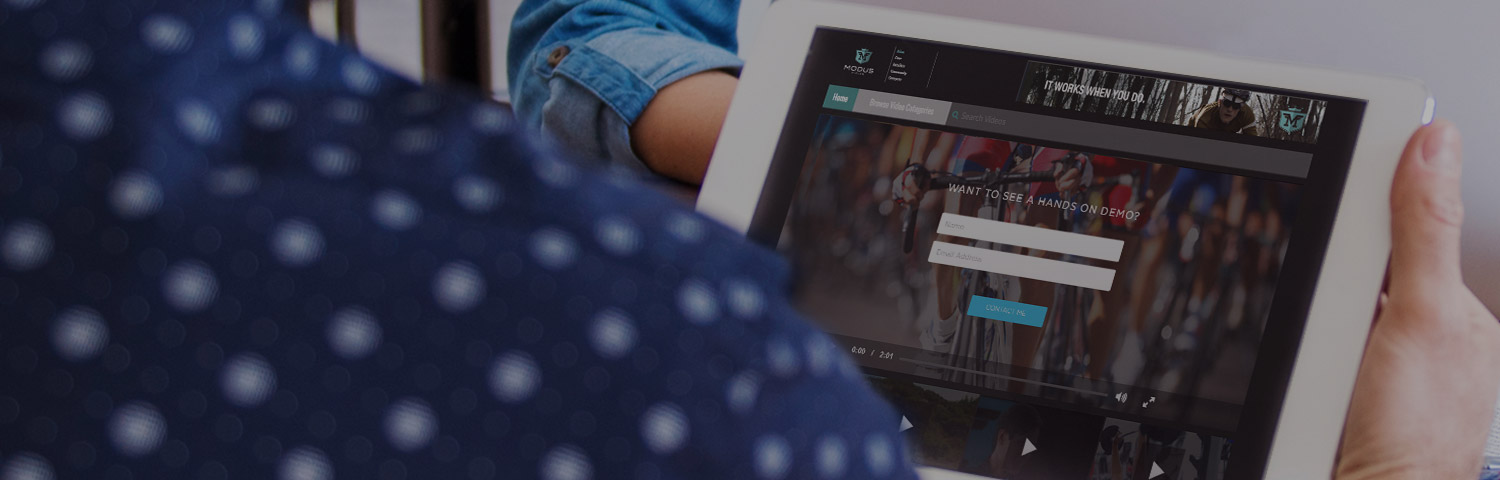 MODUS
IT WORKS WHEN YOU DO.
M
Home
Browse Video Categories
Search Videos
WANT TO SEE A HANDS ON DEMO?
Name
Email Address
CONTACT ME
0:00 / 2:01